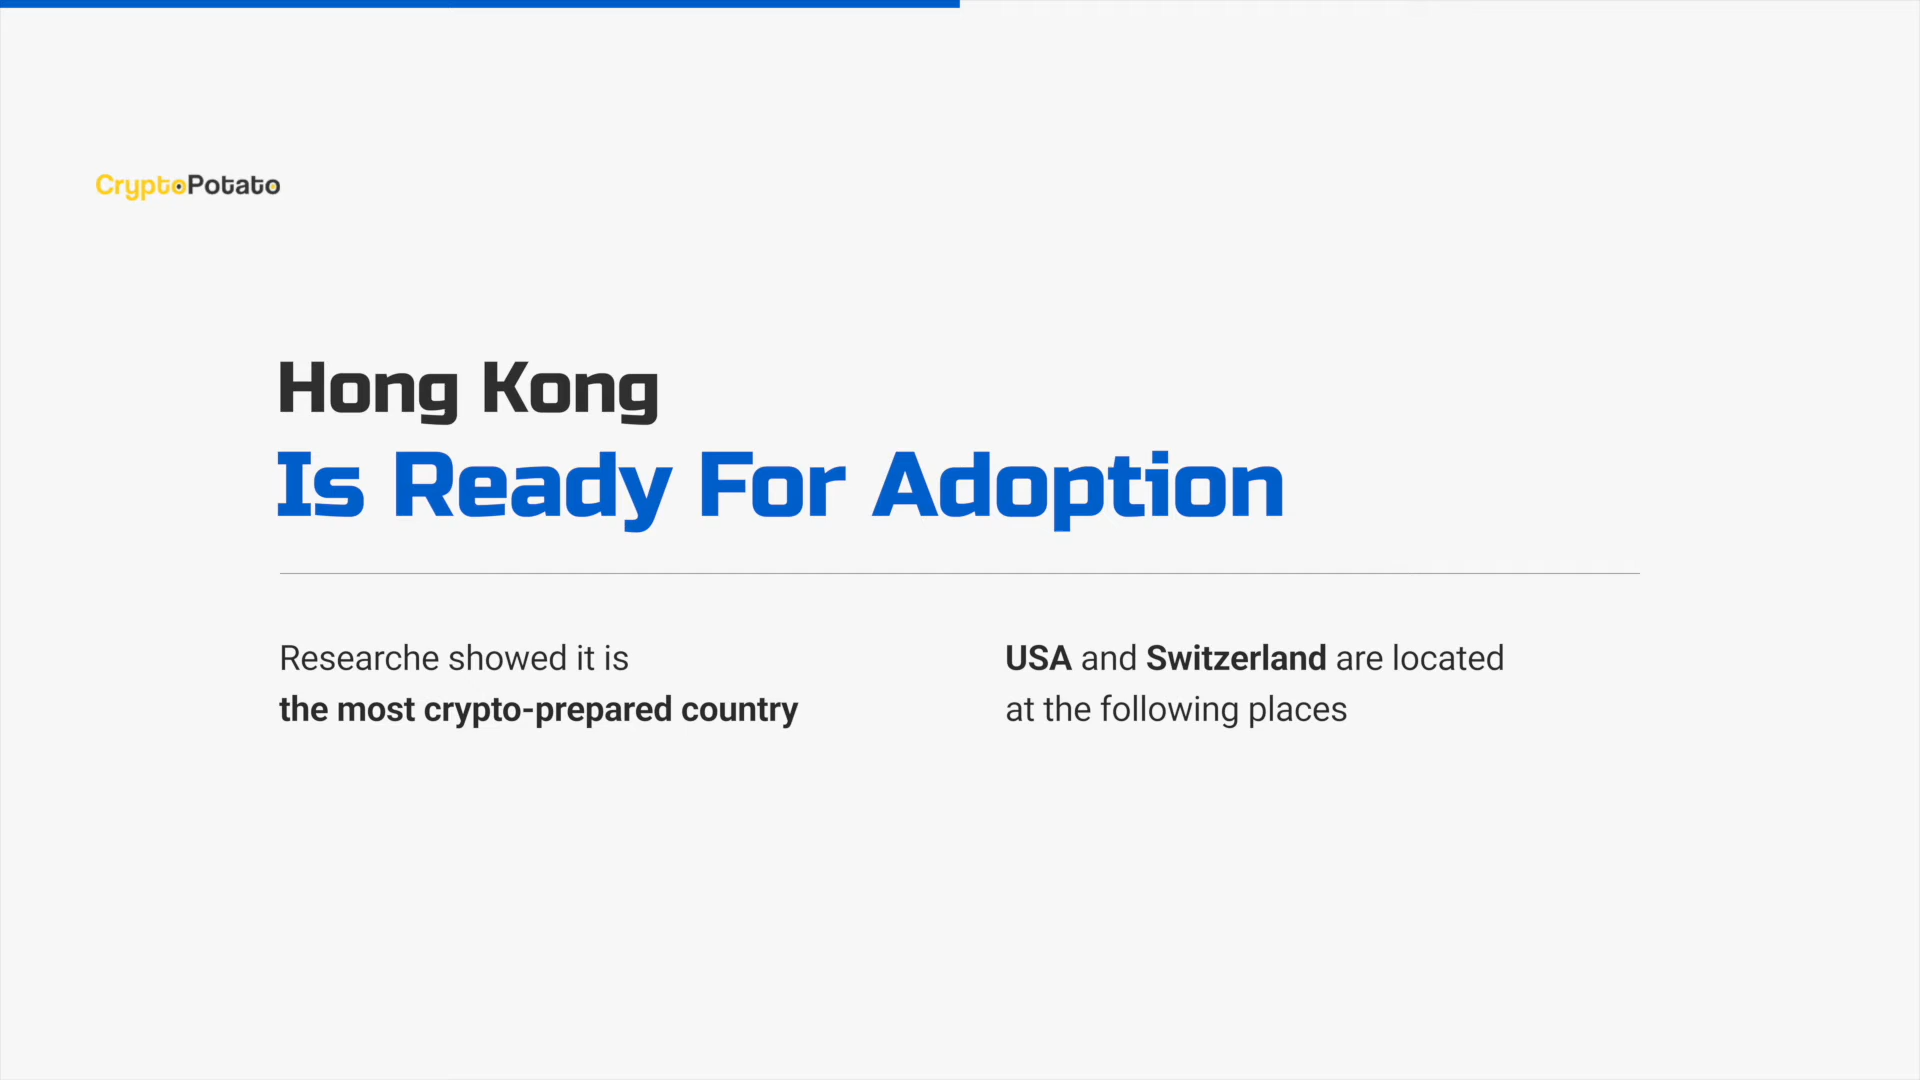 CryptoPotato
Hong Kong
Is Ready For Adoption
Researche showed it is
the most crypto-prepared country
USA and Switzerland are located
at the following places